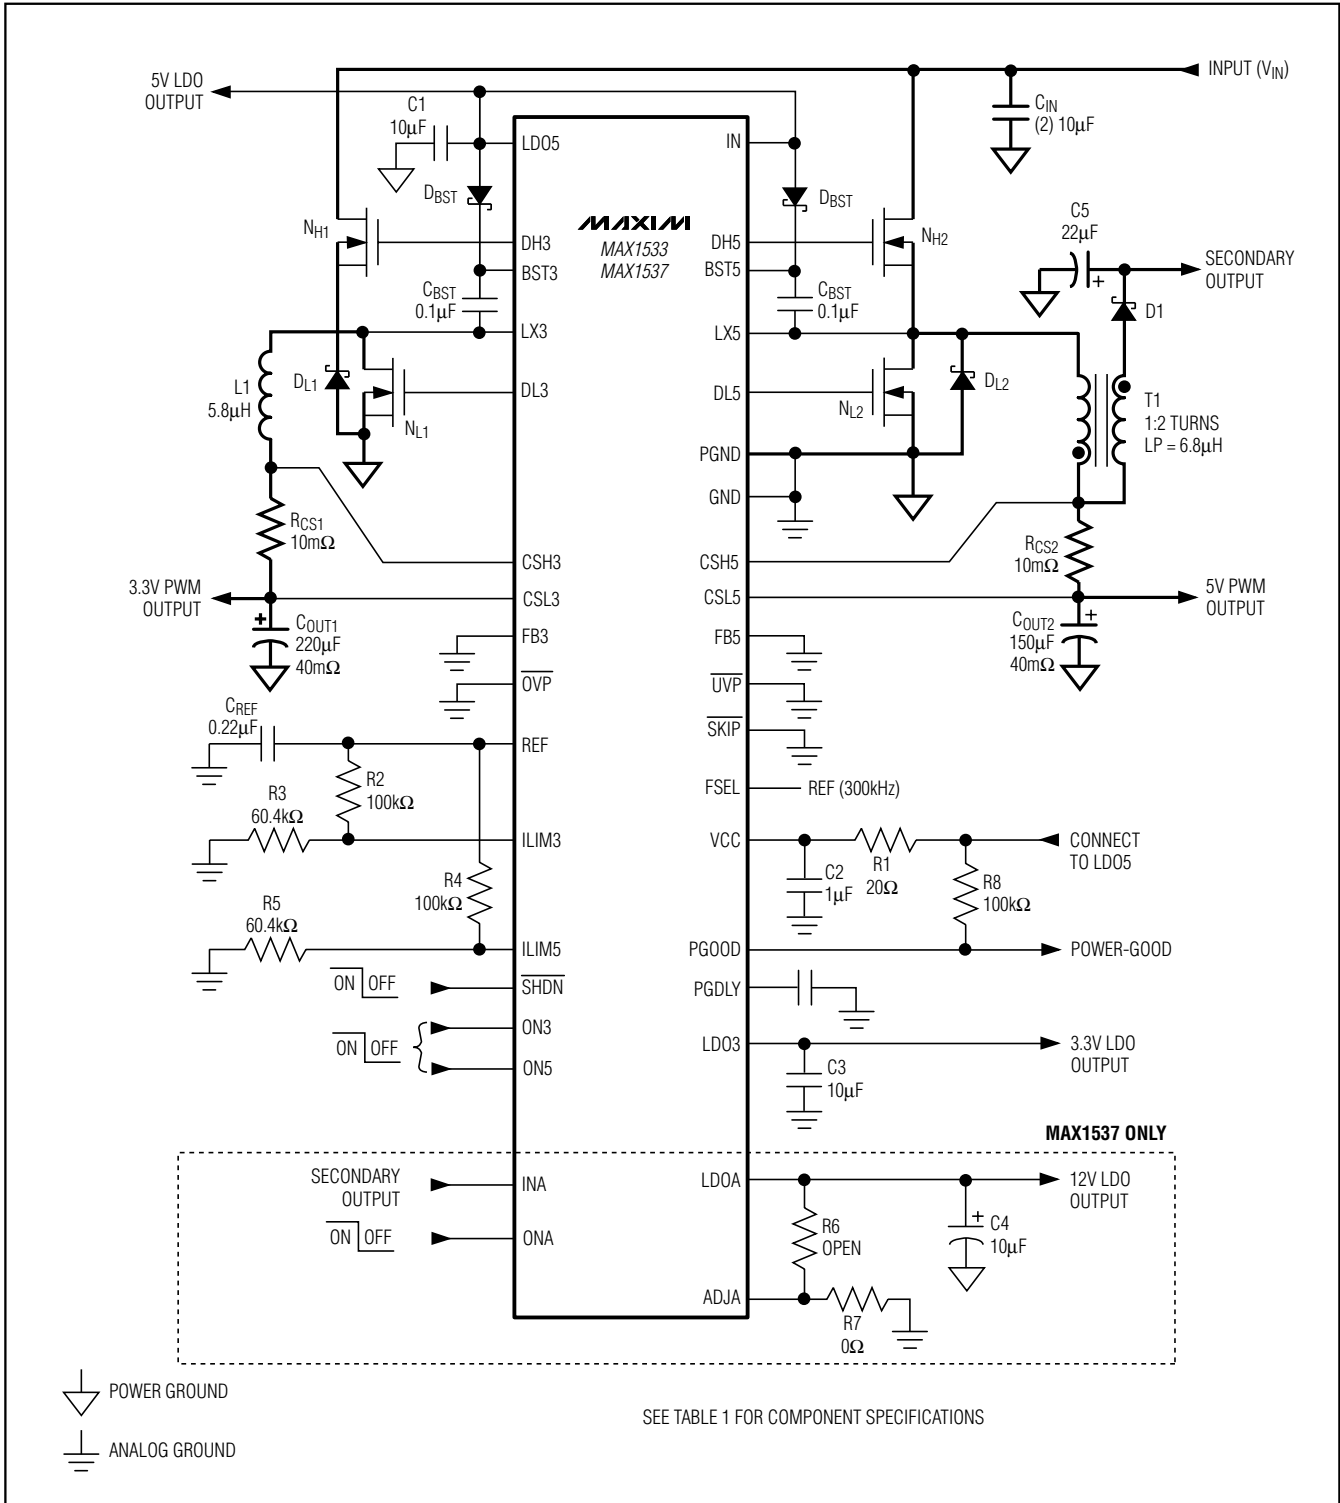 INPUT (VIN)
5V LDO
OUTPUT
C1
10μF
CIN
(2) 10μF
LDO5
IN
DBST
DBST
MAXIM
MAX1533
MAX1537
NH1
NH2
DH3
DH5
BST3
BST5
C5
22μF
+
SECONDARY
OUTPUT
CBST
0.1μF
CBST
0.1μF
D1
LX3
LX5
L1
5.8μH
DL1
NL1
DL3
DL5
NL2
DL2
T1
1:2 TURNS
LP = 6.8μH
PGND
GND
RCS1
10mΩ
RCS2
10mΩ
CSH3
CSH5
3.3V PWM
OUTPUT
CSL3
CSL5
5V PWM
OUTPUT
+
COUT1
220μF
40mΩ
+
COUT2
150μF
40mΩ
FB3
FB5
OVP
UVP
SKIP
CREF
0.22μF
REF
R2
100kΩ
FSEL
REF (300kHz)
R3
60.4kΩ
ILIM3
VCC
R1
20Ω
CONNECT
TO LDO5
C2
1μF
R8
100kΩ
R4
100kΩ
R5
60.4kΩ
ILIM5
PGOOD
POWER-GOOD
ON OFF
SHDN
PGDLY
ON OFF
ON3
ON5
LDO3
3.3V LDO
OUTPUT
C3
10μF
MAX1537 ONLY
SECONDARY
OUTPUT
INA
LDOA
12V LDO
OUTPUT
ON OFF
ONA
R6
OPEN
+
C4
10μF
ADJA
R7
0Ω
POWER GROUND
SEE TABLE 1 FOR COMPONENT SPECIFICATIONS
ANALOG GROUND